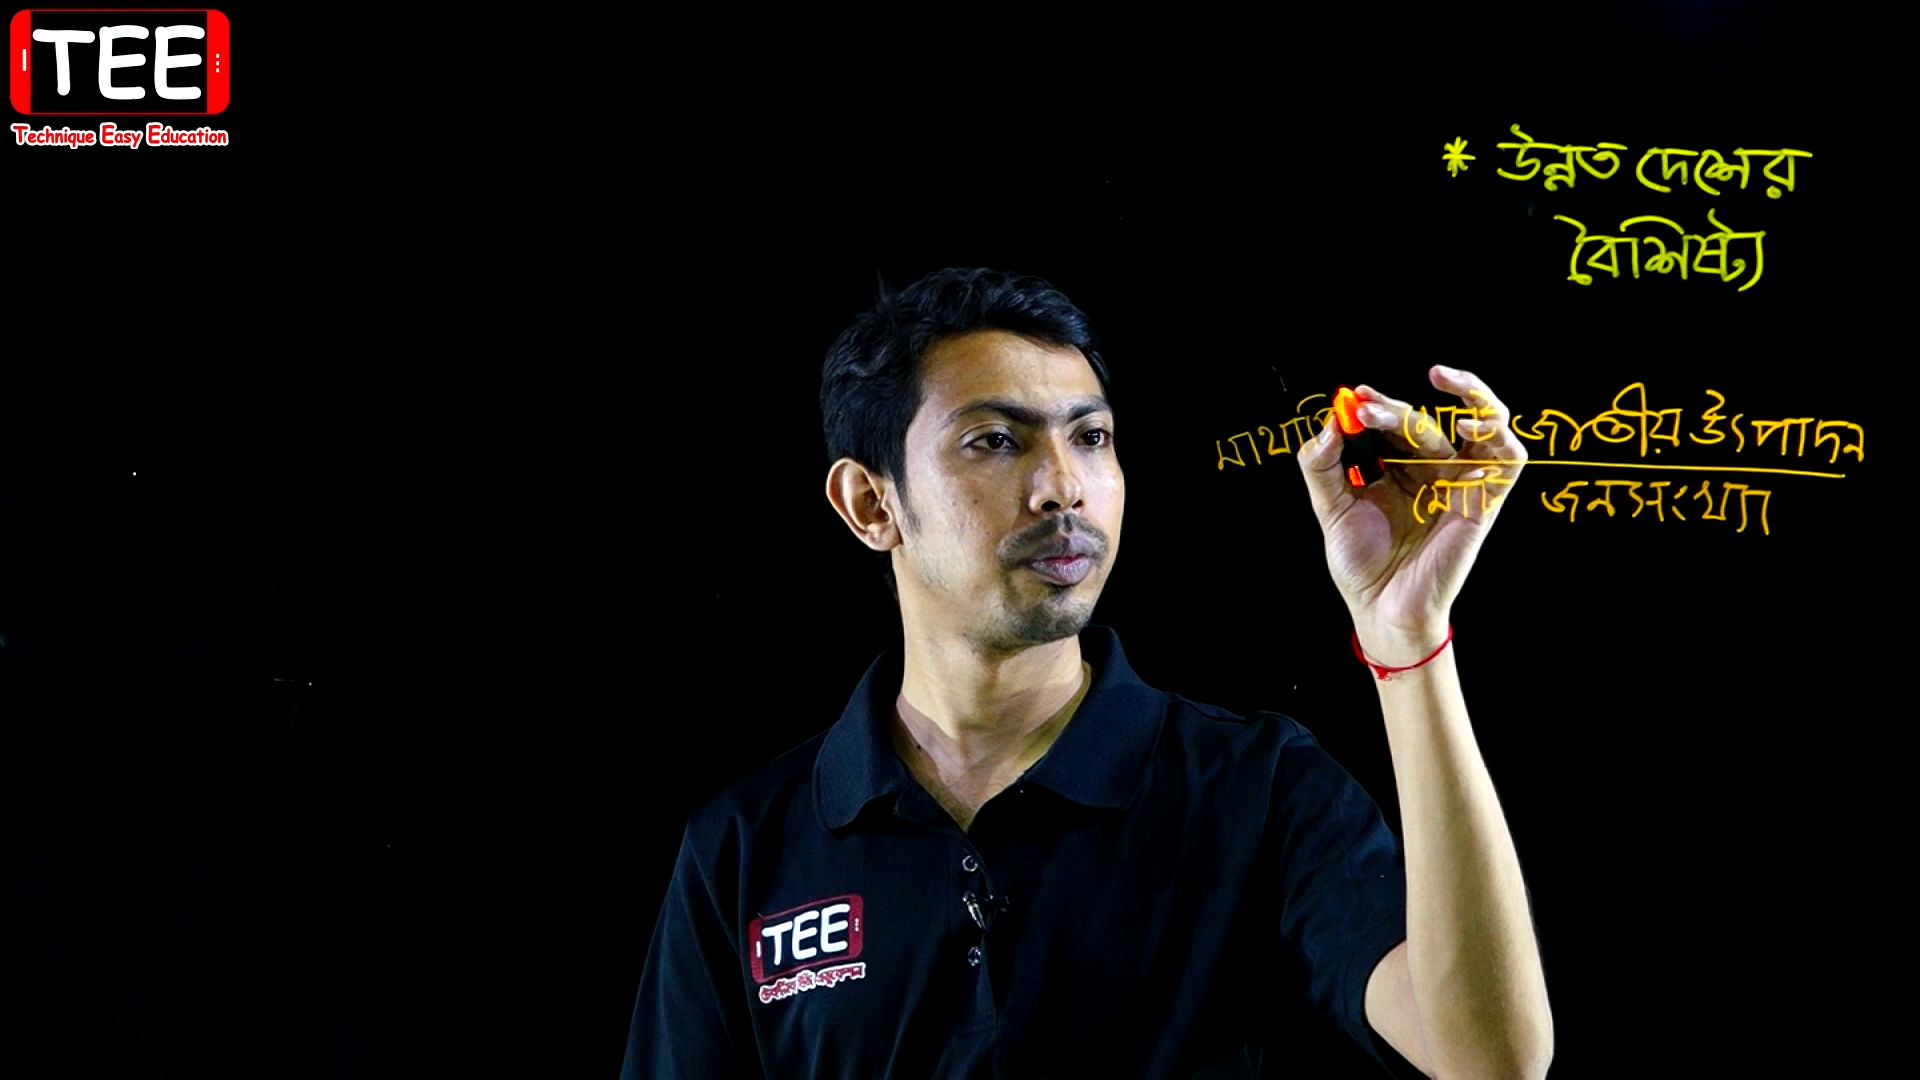 TEE
Technique Easy Education
* উন্নত দেশের
বৈশিষ্ট্য
মোট জাতীয় উৎপাদন
মোট জনসংখ্যা
TEE